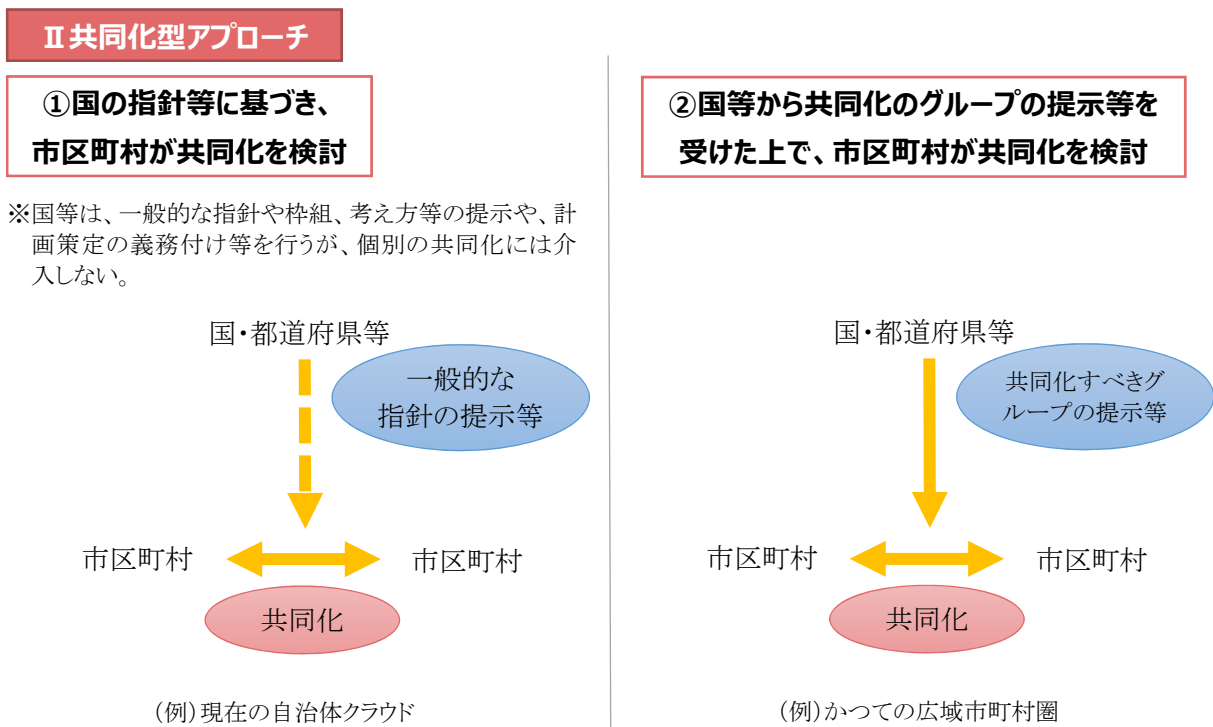 Ⅱ共同化型アプローチ
①国の指針等に基づき、
市区町村が共同化を検討
※国等は、一般的な指針や枠組、考え方等の提示や、計
画策定の義務付け等を行うが、個別の共同化には介
入しない。
国・都道府県等
一般的な
指針の提示等
市区町村
市区町村
共同化
(例)現在の自治体クラウド
②国等から共同化のグループの提示等を
受けた上で、市区町村が共同化を検討
国・都道府県等
共同化すべきグ
ループの提示等
市区町村
市区町村
共同化
(例)かつての広域市町村圏